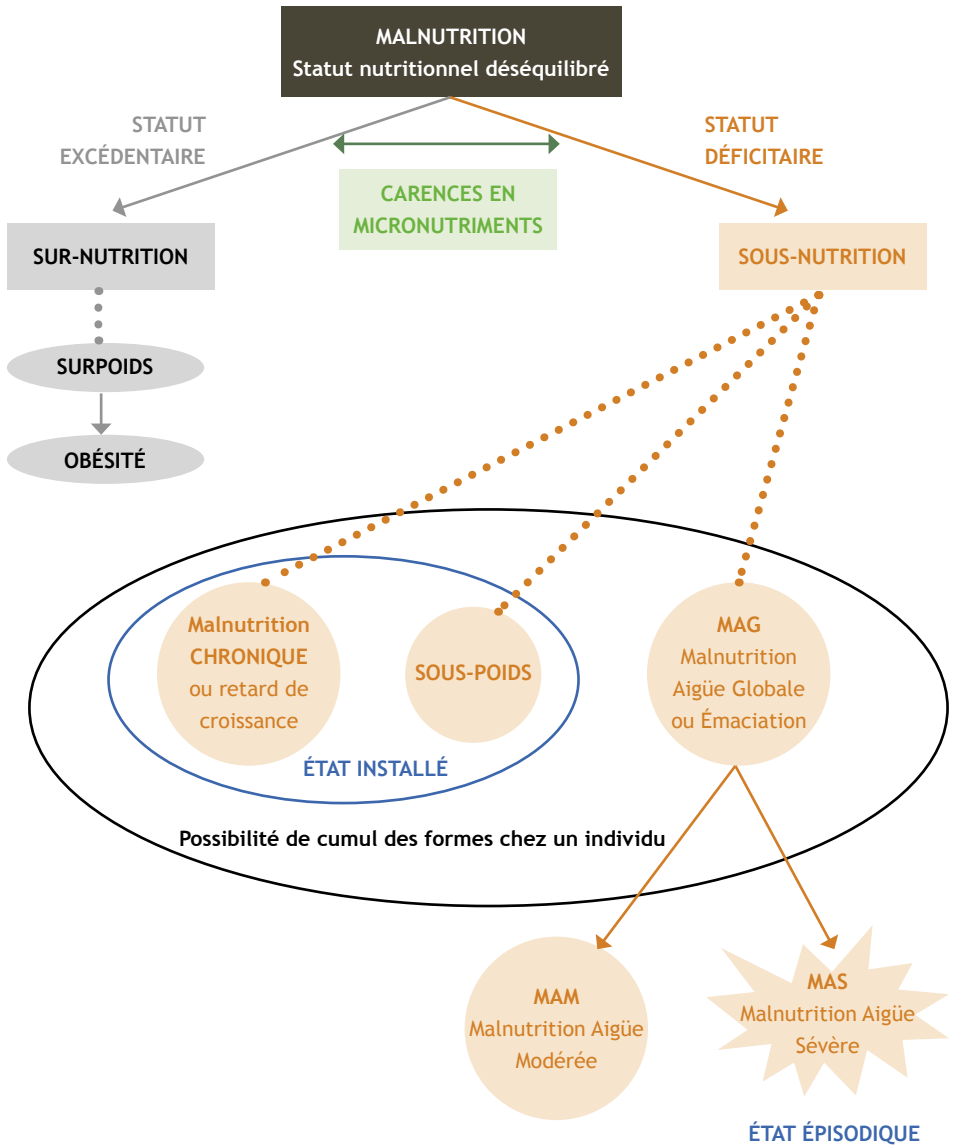 MALNUTRITION
Statut nutritionnel déséquilibré
STATUT
EXCÉDENTAIRE
STATUT
DÉFICITAIRE
CARENCES EN
MICRONUTRIMENTS
SUR-NUTRITION
SOUS-NUTRITION
SURPOIDS
OBÉSITÉ
Malnutrition
CHRONIQUE
ou retard de
croissance
SOUS-POIDS
MAG
Malnutrition
Aigüe Globale
ou Émaciation
ÉTAT INSTALLÉ
Possibilité de cumul des formes chez un individu
MAM
Malnutrition Aigüe
Modérée
MAS
Malnutrition Aigüe
Sévère
ÉTAT ÉPISODIQUE